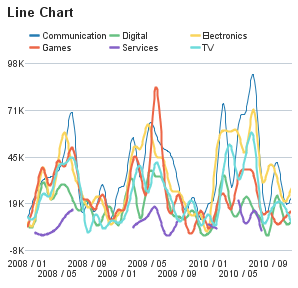 Line Chart
Communication Digital Electronics
Games Services TV
98K
71K
45K
19K
-8K
2008 / 01 2008 / 09 2009 / 05 2010 / 01 2010 / 09
2008 / 05 2009 / 01 2009 / 09 2010 / 05